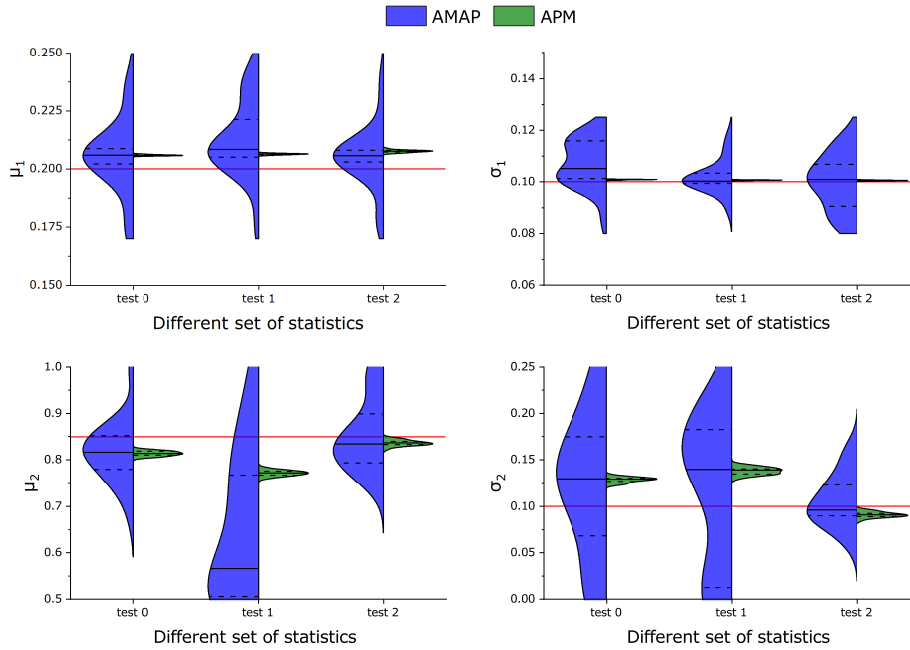 AMAP APM
0.250
0.225
0.200
0.175
0.150
μ1
test 0 test 1 test 2
Different set of statistics
0.14
0.12
0.10
0.08
0.06
σ1
test 0 test 1 test 2
Different set of statistics
1.0
0.9
0.8
0.7
0.6
0.5
μ2
test 0 test 1 test 2
Different set of statistics
0.25
0.20
0.15
0.10
0.05
0.00
σ2
test 0 test 1 test 2
Different set of statistics